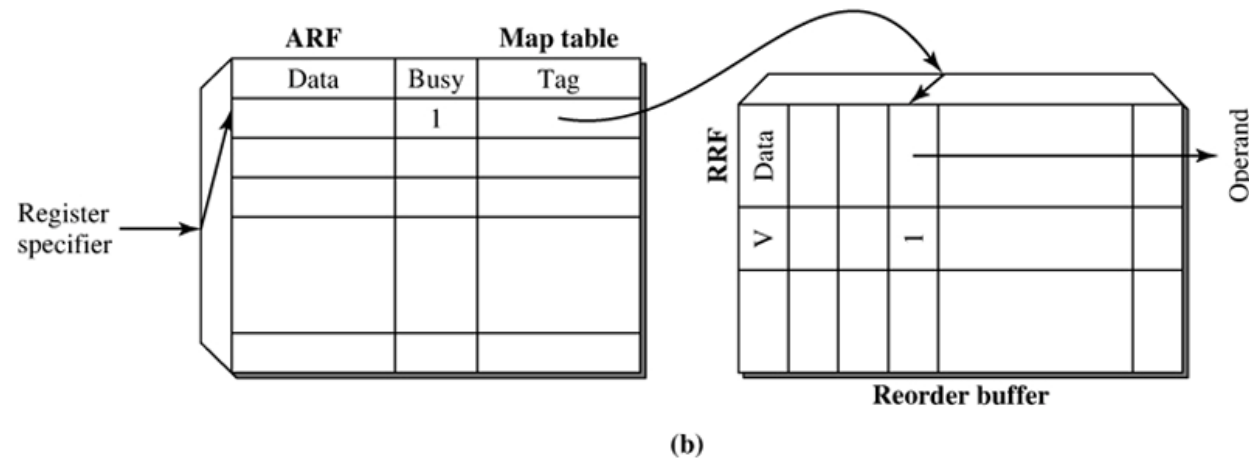 ARF Map table
Data Busy Tag
1
Register
specifier
RRF
Data
V
1
Operand
Reorder buffer
(b)